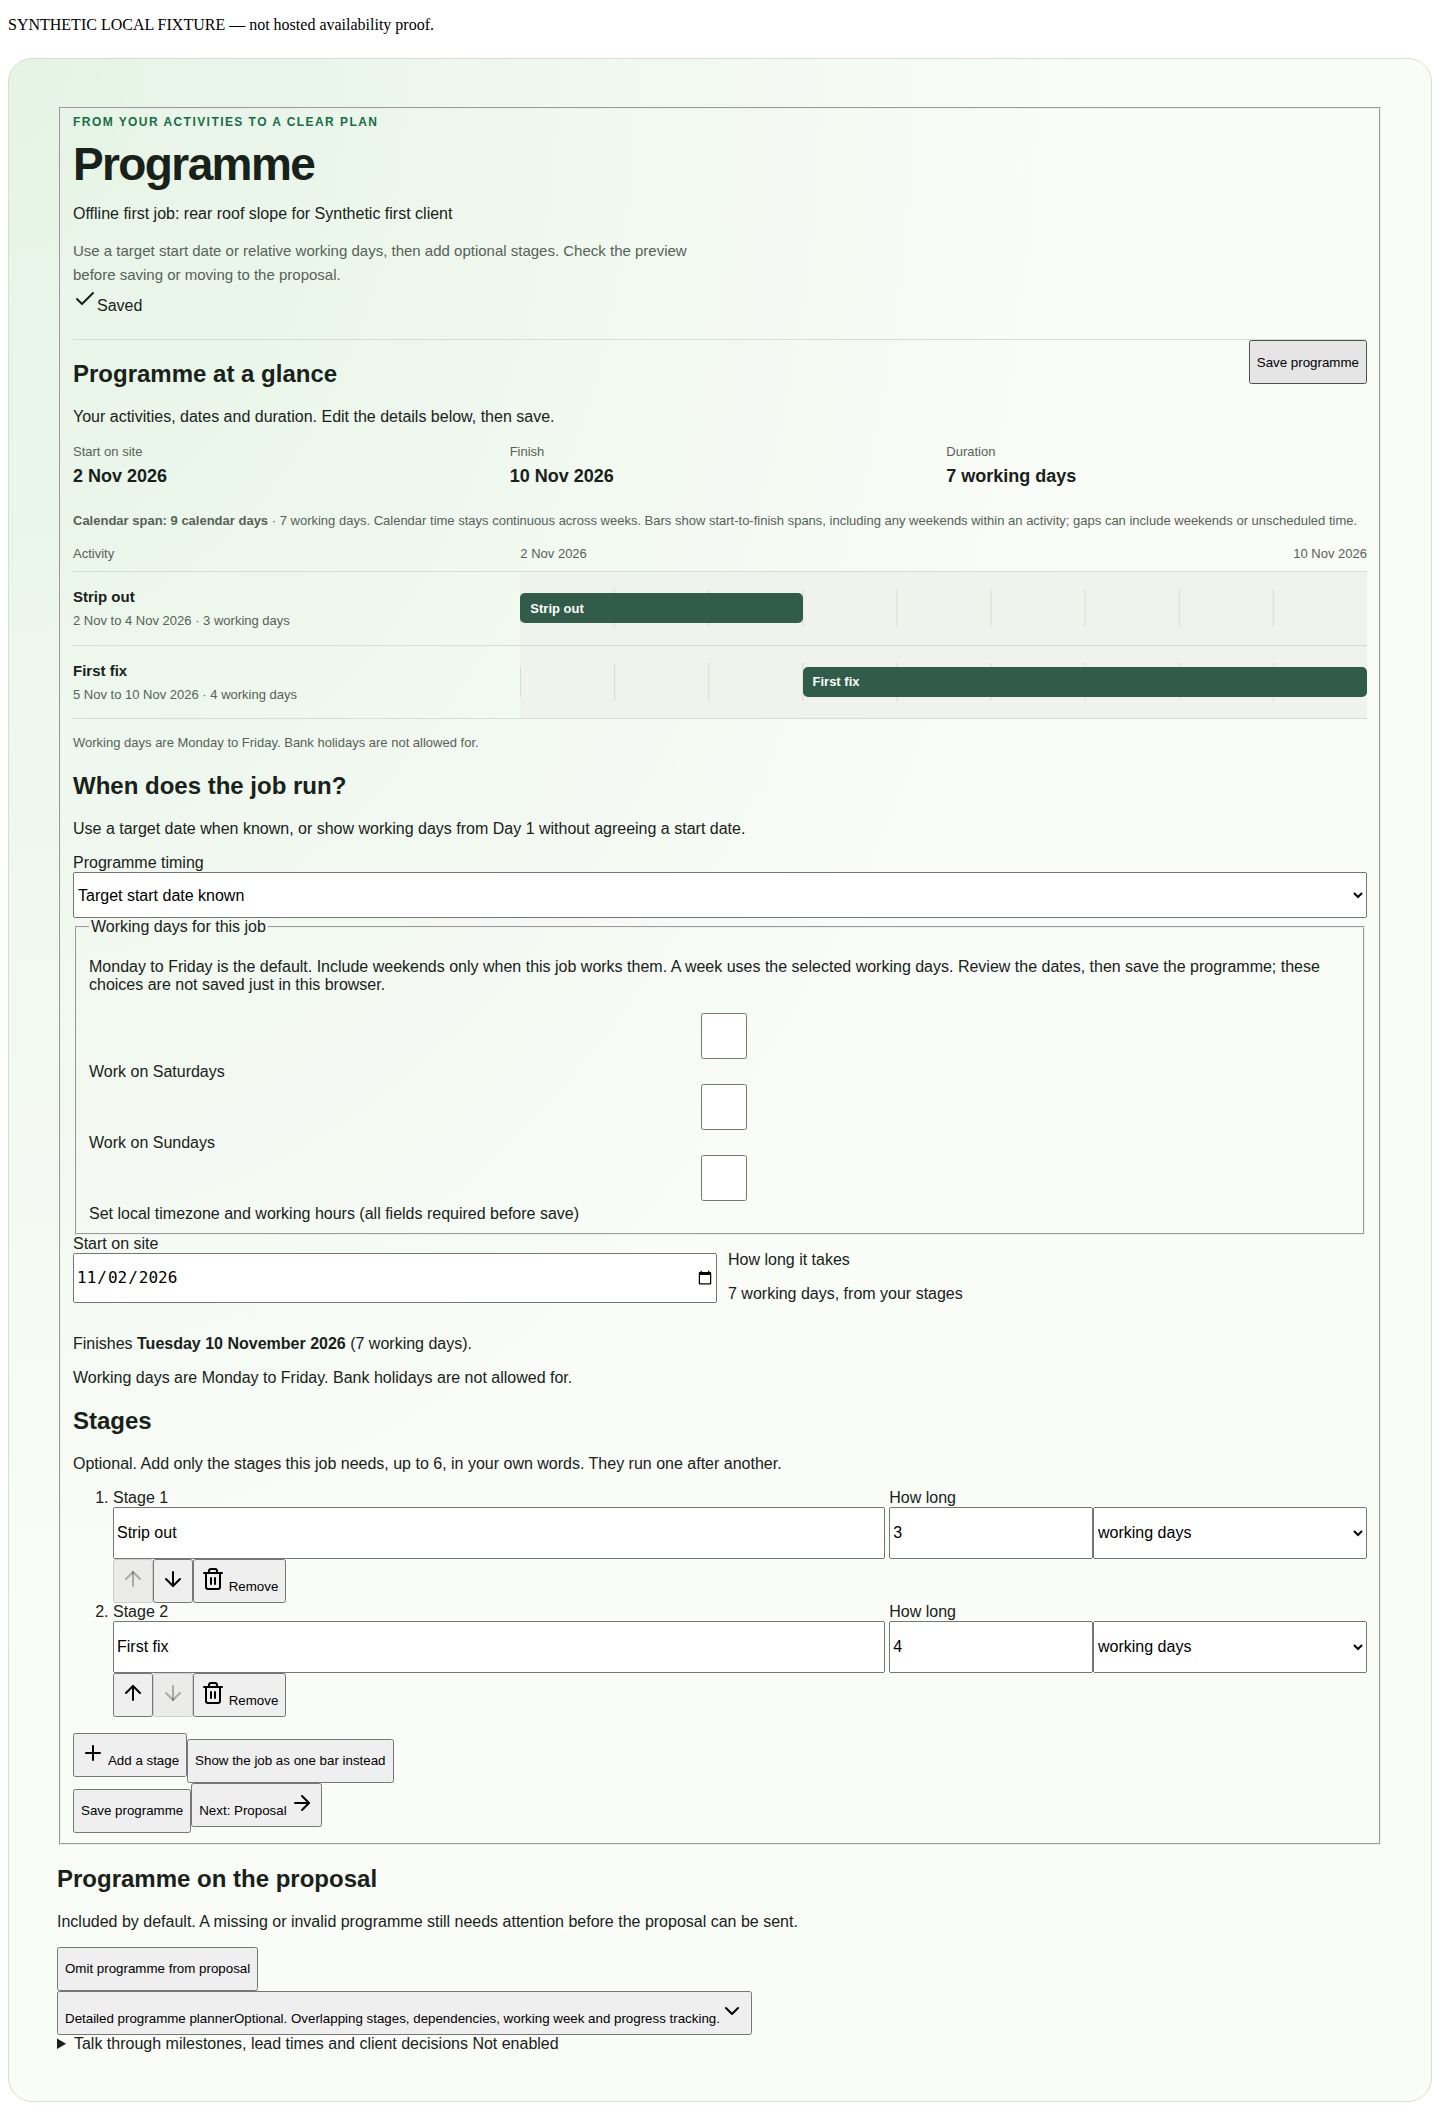 SYNTHETIC LOCAL FIXTURE — not hosted availability proof.
FROM YOUR ACTIVITIES TO A CLEAR PLAN
Programme
Offline first job: rear roof slope for Synthetic first client
Use a target start date or relative working days, then add optional stages. Check the preview
before saving or moving to the proposal.
Saved
Save programme
Programme at a glance
Your activities, dates and duration. Edit the details below, then save.
Start on site
Finish
Duration
2 Nov 2026
10 Nov 2026
7 working days
Calendar span: 9 calendar days · 7 working days. Calendar time stays continuous across weeks. Bars show start-to-finish spans, including any weekends within an activity; gaps can include weekends or unscheduled time.
Activity
2 Nov 2026
10 Nov 2026
Strip out
2 Nov to 4 Nov 2026 · 3 working days
Strip out
First fix
5 Nov to 10 Nov 2026 · 4 working days
First fix
Working days are Monday to Friday. Bank holidays are not allowed for.
When does the job run?
Use a target date when known, or show working days from Day 1 without agreeing a start date.
Programme timing
Target start date known
Working days for this job
Monday to Friday is the default. Include weekends only when this job works them. A week uses the selected working days. Review the dates, then save the programme; these
choices are not saved just in this browser.
Work on Saturdays
Work on Sundays
Set local timezone and working hours (all fields required before save)
Start on site
11/02/2026
How long it takes
7 working days, from your stages
Finishes Tuesday 10 November 2026 (7 working days).
Working days are Monday to Friday. Bank holidays are not allowed for.
Stages
Optional. Add only the stages this job needs, up to 6, in your own words. They run one after another.
1. Stage 1
How long
Strip out
3
working days
Remove
2. Stage 2
How long
First fix
4
working days
Remove
Add a stage
Show the job as one bar instead
Save programme
Next: Proposal
Programme on the proposal
Included by default. A missing or invalid programme still needs attention before the proposal can be sent.
Omit programme from proposal
Detailed programme plannerOptional. Overlapping stages, dependencies, working week and progress tracking.
Talk through milestones, lead times and client decisions Not enabled